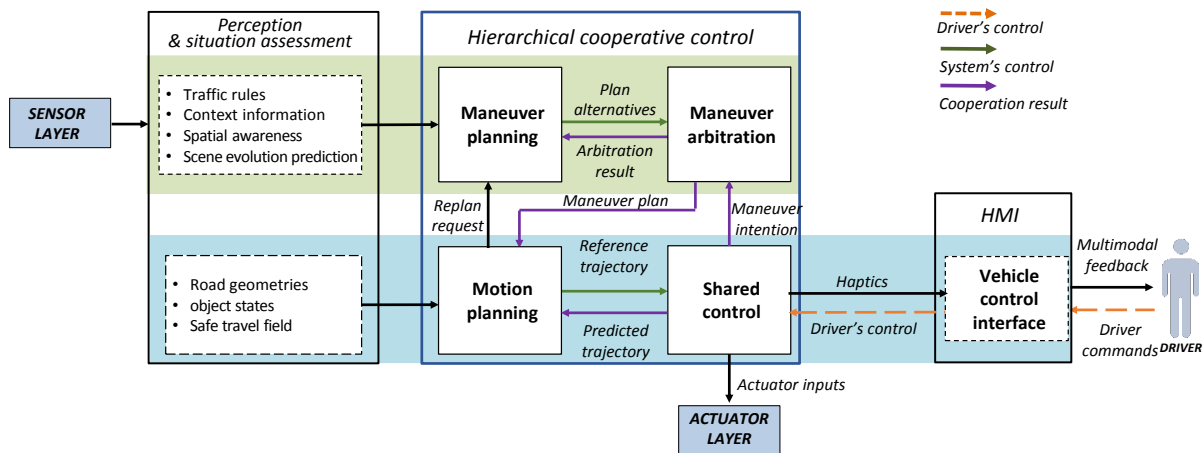 Perception
& situation assessment
Hierarchical cooperative control
Driver's control
System's control
Cooperation result
SENSOR
LAYER
• Traffic rules
• Context information
• Spatial awareness
• Scene evolution prediction
Maneuver
planning
Plan
alternatives
Arbitration
result
Maneuver
arbitration
Replan
request
Maneuver plan
Maneuver
intention
• Road geometries
• object states
• Safe travel field
Motion
planning
Reference
trajectory
Predicted
trajectory
Shared
control
Haptics
Driver's control
HMI
Vehicle
control
interface
Multimodal
feedback
Driver
commands
DRIVER
Actuator inputs
ACTUATOR
LAYER